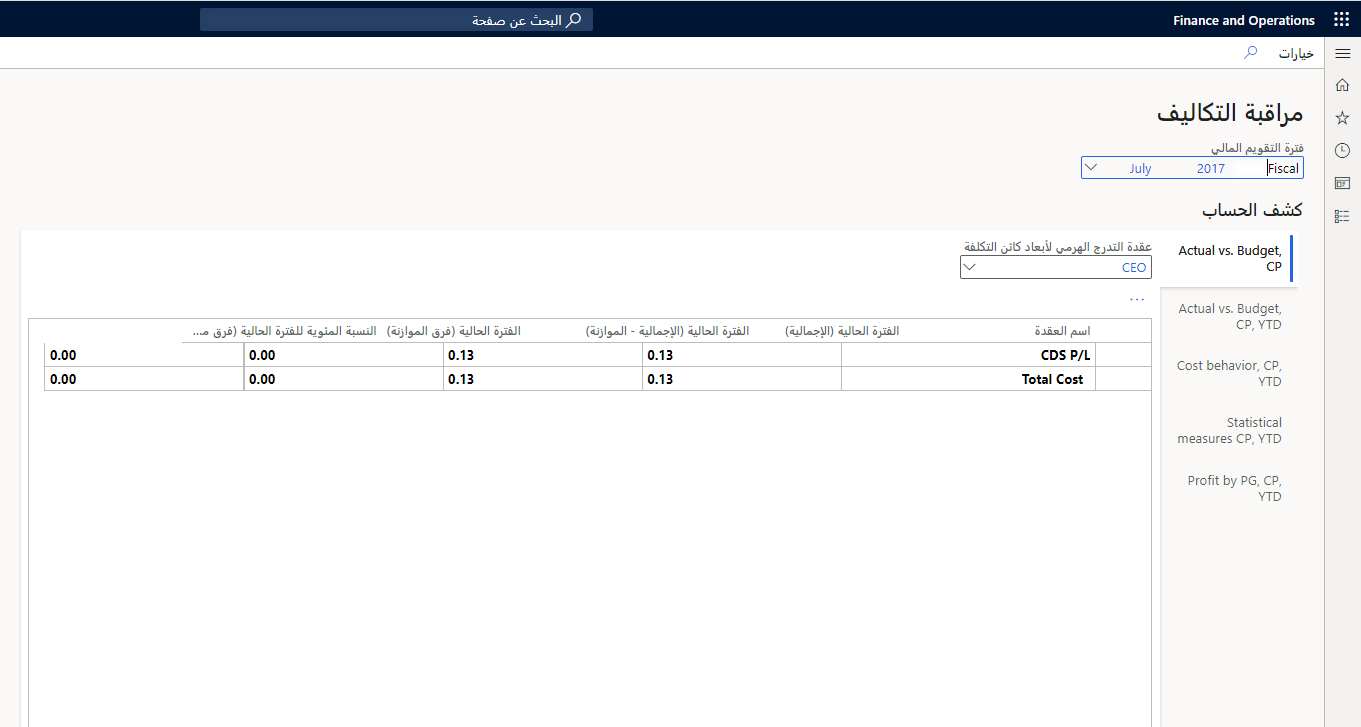 Finance and Operations
البحث عن صفحة
خيارات
مراقبة التكاليف
فترة التقويم المالي
Fiscal 2017 July
كشف الحساب
Actual vs. Budget,
CP
Actual vs. Budget,
CP, YTD
Cost behavior, CP,
YTD
Statistical
measures CP, YTD
Profit by PG, CP,
YTD
عقدة التدرج الهرمي لأبعاد كائن التكلفة
CEO
...
اسم العقدة الفترة الحالية (الإجمالية) الفترة الحالية (الإجمالية - الموازنة) الفترة الحالية (فرق الموازنة) النسبة المئوية للفترة الحالية (فرق مـ...
CDS P/L 0.13 0.13 0.00 0.00
Total Cost 0.13 0.13 0.00 0.00